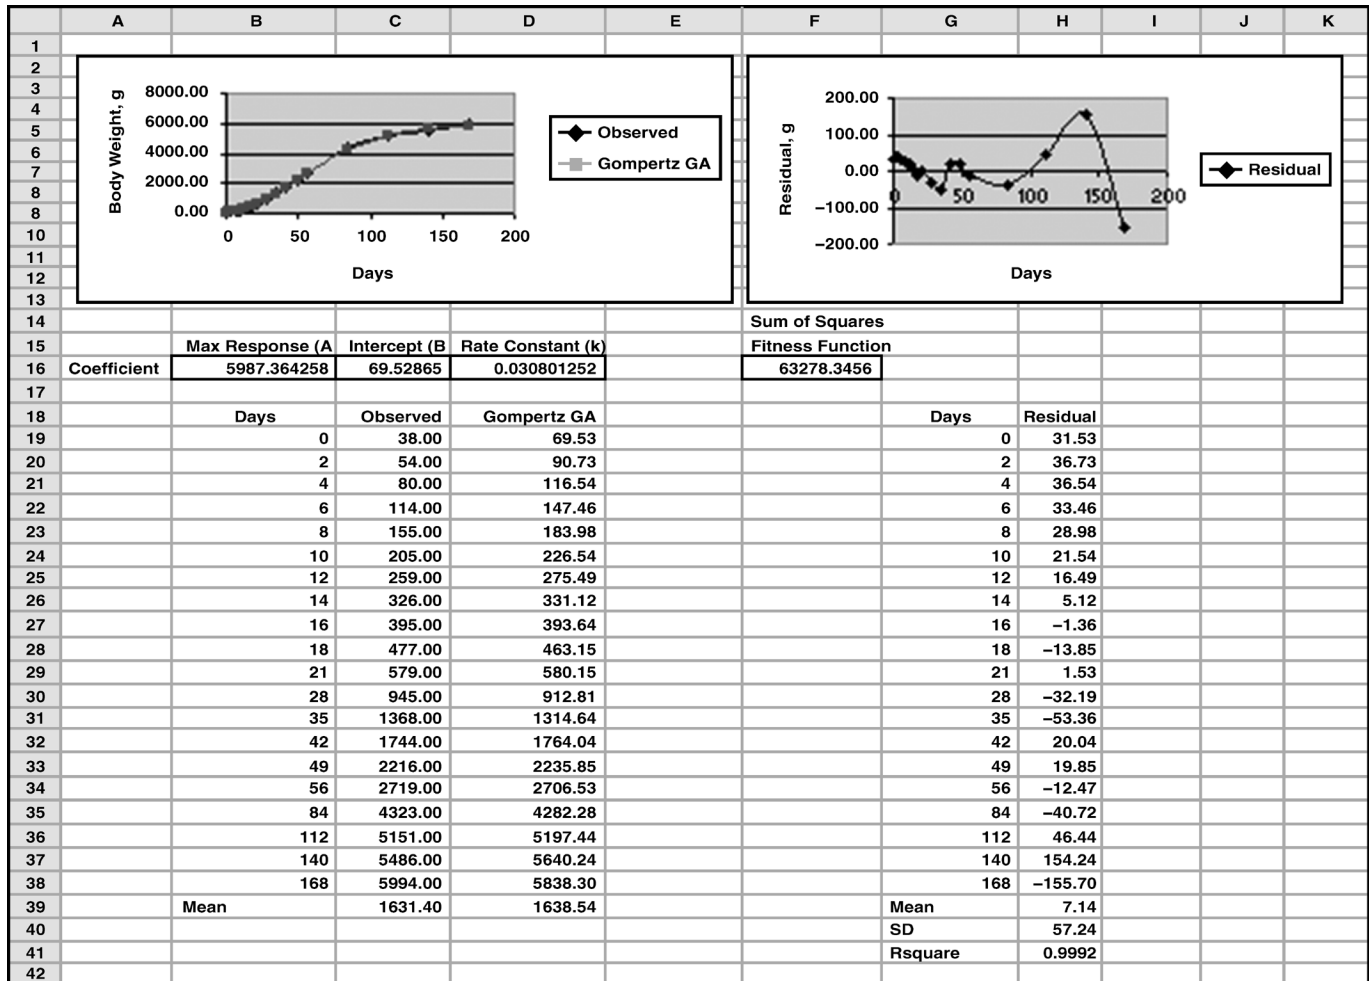 A B C D E F G H I J K
1
2
3
4
5
6
7
8
8
10
11
12
13
Body Weight, g
8000.00
6000.00
4000.00
2000.00
0.00
0 50 100 150 200
Days
Observed
Gompertz GA
Residual, g
200.00
100.00
0.00
−100.00
−200.00
0 50 100 150 200
Days
Residual
14 Sum of Squares
15 Max Response (A Intercept (B Rate Constant (k) Fitness Function
16 Coefficient 5987.364258 69.52865 0.030801252 63278.3456
17
18 Days Observed Gompertz GA Days Residual
19 0 38.00 69.53 0 31.53
20 2 54.00 90.73 2 36.73
21 4 80.00 116.54 4 36.54
22 6 114.00 147.46 6 33.46
23 8 155.00 183.98 8 28.98
24 10 205.00 226.54 10 21.54
25 12 259.00 275.49 12 16.49
26 14 326.00 331.12 14 5.12
27 16 395.00 393.64 16 −1.36
28 18 477.00 463.15 18 −13.85
29 21 579.00 580.15 21 1.53
30 28 945.00 912.81 28 −32.19
31 35 1368.00 1314.64 35 −53.36
32 42 1744.00 1764.04 42 20.04
33 49 2216.00 2235.85 49 19.85
34 56 2719.00 2706.53 56 −12.47
35 84 4323.00 4282.28 84 −40.72
36 112 5151.00 5197.44 112 46.44
37 140 5486.00 5640.24 140 154.24
38 168 5994.00 5838.30 168 −155.70
39 Mean 1631.40 1638.54 Mean 7.14
40 SD 57.24
41 Rsquare 0.9992
42